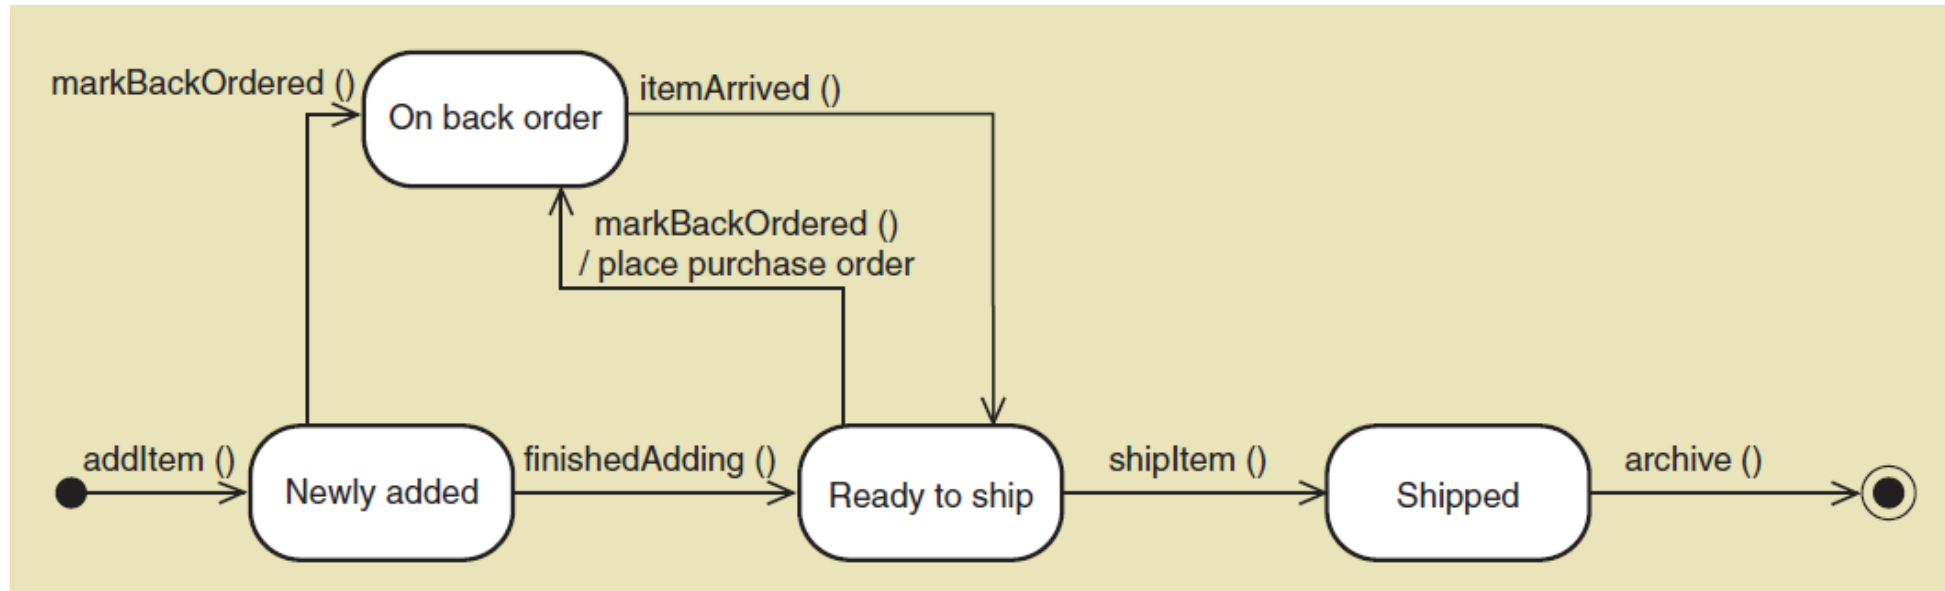 markBackOrdered ()
On back order
itemArrived ()
markBackOrdered ()
/ place purchase order
addItem ()
Newly added
finishedAdding ()
Ready to ship
shipItem ()
Shipped
archive ()